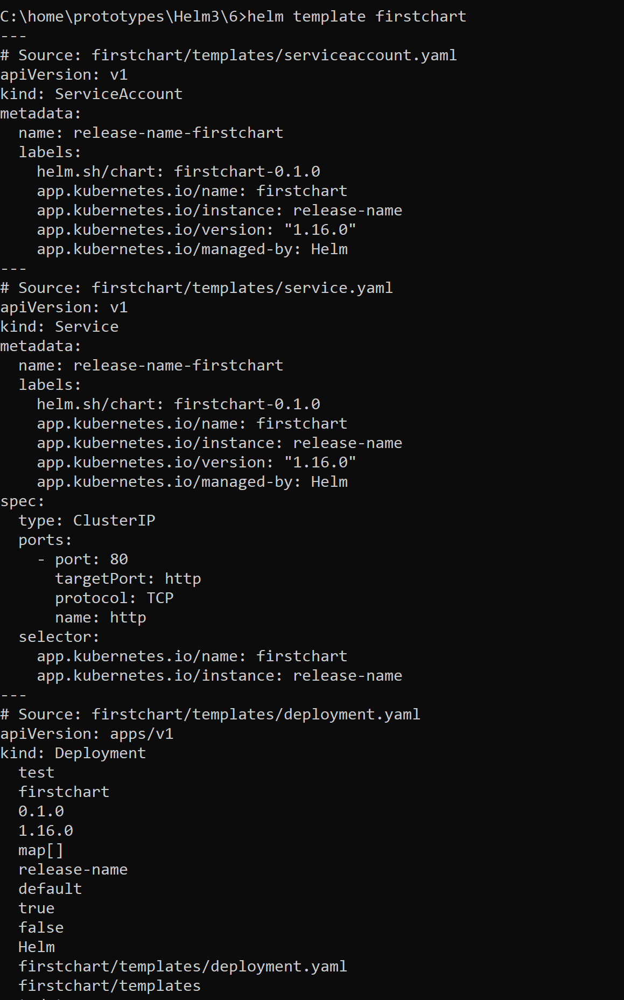 C:\home\prototypes\Helm3\6>helm template firstchart
---
# Source: firstchart/templates/serviceaccount.yaml
apiVersion: v1
kind: ServiceAccount
metadata:
  name: release-name-firstchart
  labels:
    helm.sh/chart: firstchart-0.1.0
    app.kubernetes.io/name: firstchart
    app.kubernetes.io/instance: release-name
    app.kubernetes.io/version: "1.16.0"
    app.kubernetes.io/managed-by: Helm
---
# Source: firstchart/templates/service.yaml
apiVersion: v1
kind: Service
metadata:
  name: release-name-firstchart
  labels:
    helm.sh/chart: firstchart-0.1.0
    app.kubernetes.io/name: firstchart
    app.kubernetes.io/instance: release-name
    app.kubernetes.io/version: "1.16.0"
    app.kubernetes.io/managed-by: Helm
spec:
  type: ClusterIP
  ports:
    - port: 80
      targetPort: http
      protocol: TCP
      name: http
  selector:
    app.kubernetes.io/name: firstchart
    app.kubernetes.io/instance: release-name
---
# Source: firstchart/templates/deployment.yaml
apiVersion: apps/v1
kind: Deployment
  test
  firstchart
  0.1.0
  1.16.0
  map[]
  release-name
  default
  true
  false
  Helm
  firstchart/templates/deployment.yaml
  firstchart/templates